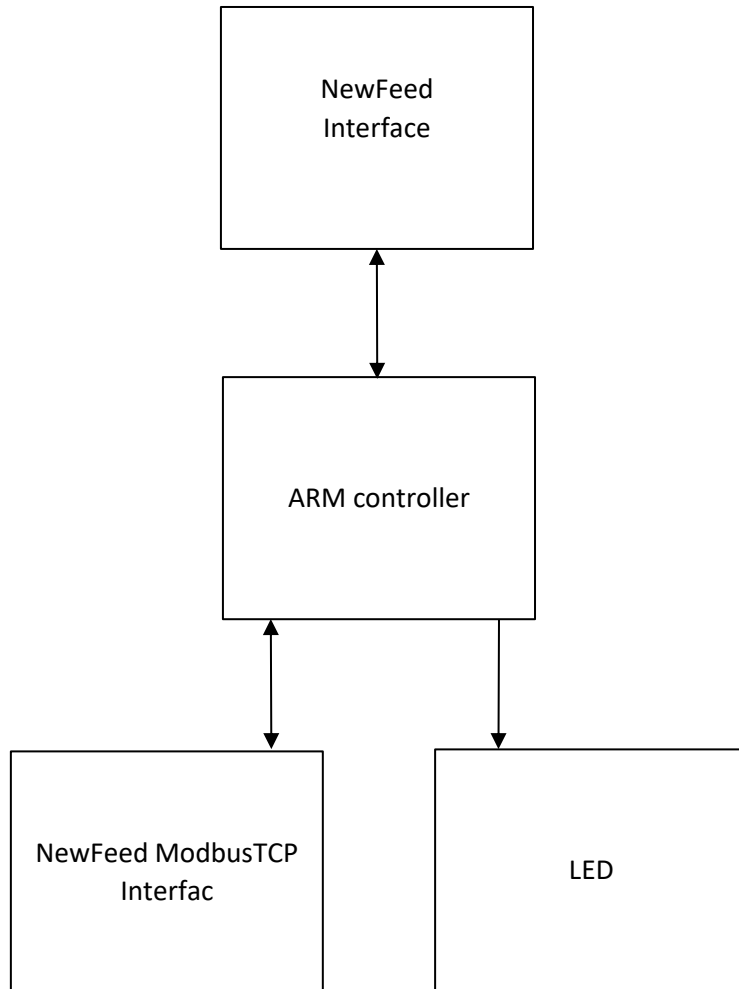 NewFeed
Interface
ARM controller
NewFeed ModbusTCP
Interfac
LED